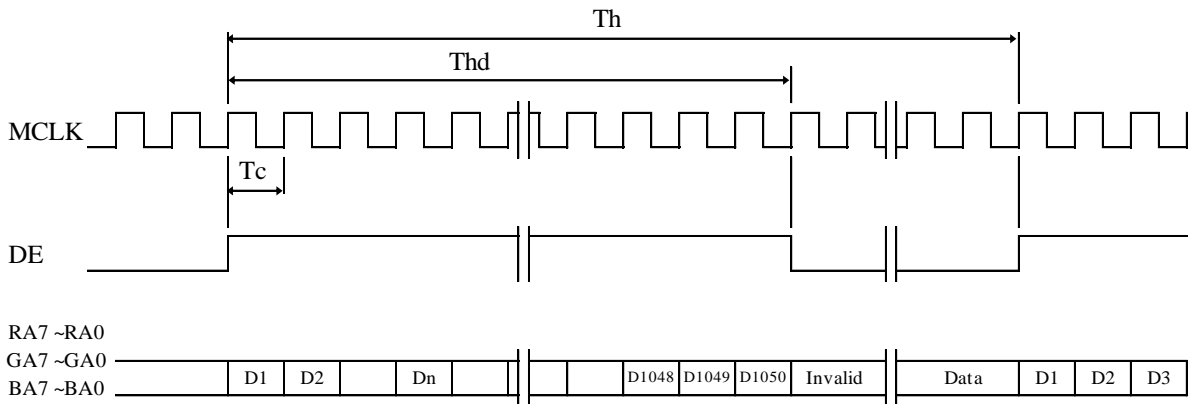 Th
Thd
MCLK
Tc
DE
RA7 ~RA0
GA7 ~GA0
BA7 ~BA0
D1 D2 Dn D1048 D1049 D1050 Invalid Data D1 D2 D3